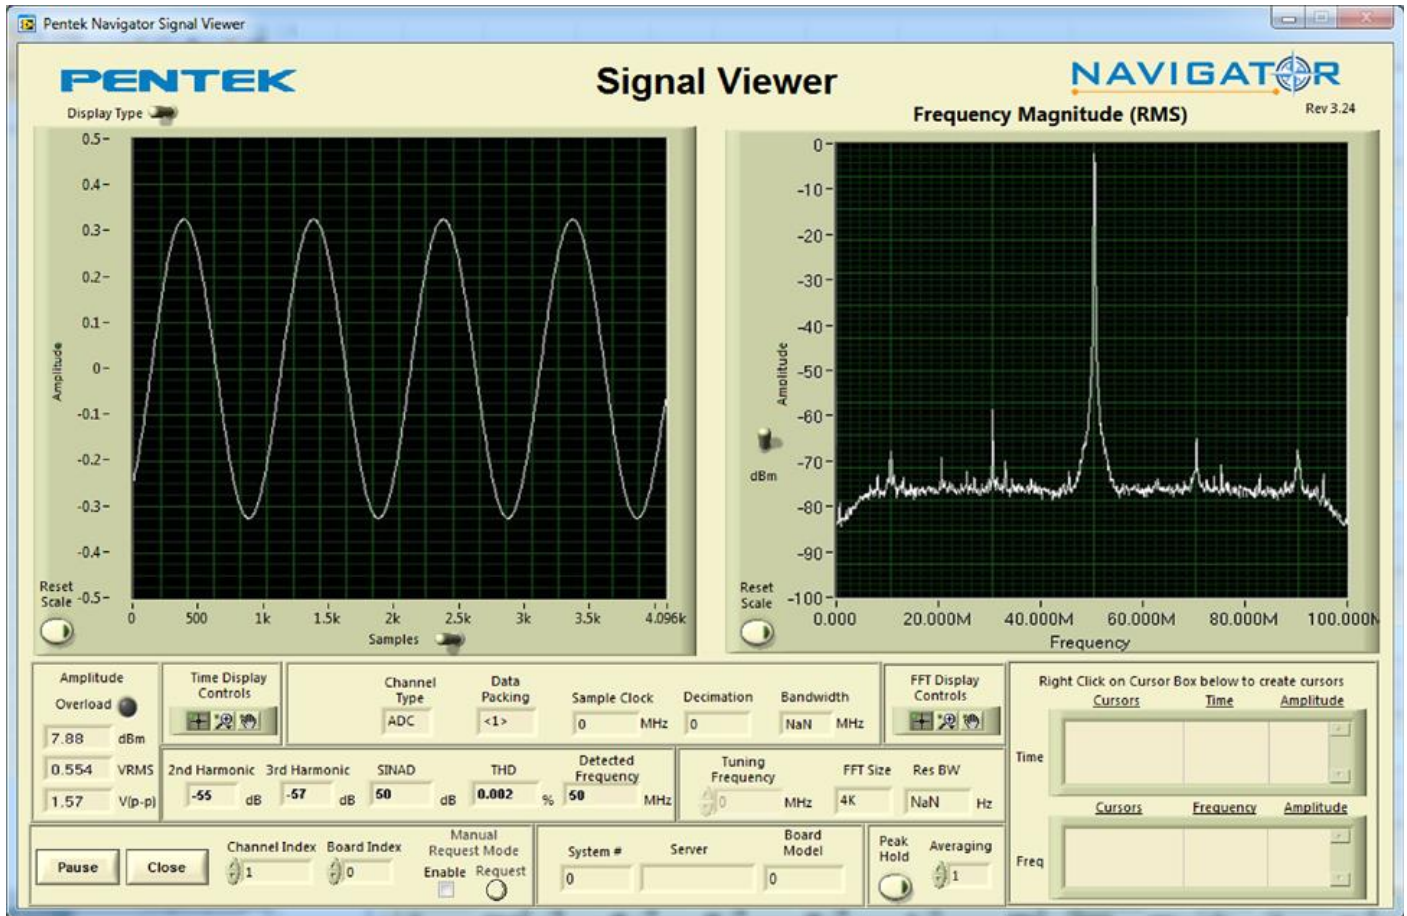 Pentek Navigator Signal Viewer
PENTEK
Signal Viewer
NAVIGATOR
Rev 3.24
Display Type
Frequency Magnitude (RMS)
0.5
0.4
0.3
0.2
0.1
0
-0.1
-0.2
-0.3
-0.4
-0.5
Amplitude
Reset
Scale
0 500 1k 1.5k 2k 2.5k 3k 3.5k 4.096k
Samples
0
-10
-20
-30
-40
-50
-60
-70
-80
-90
-100
Amplitude
dBm
Reset
Scale
0.000 20.000M 40.000M 60.000M 80.000M 100.000M
Frequency
Amplitude
Overload
7.88 dBm
0.554 VRMS
1.57 V(p-p)
Time Display
Controls
Channel
Type
ADC
Data
Packing
<1>
Sample Clock
0 MHz
Decimation
0
Bandwidth
NaN MHz
FFT Display
Controls
2nd Harmonic
-55 dB
3rd Harmonic
-57 dB
SINAD
50 dB
THD
0.002 %
Detected
Frequency
50 MHz
Tuning
Frequency
0 MHz
FFT Size
4K
Res BW
NaN Hz
Right Click on Cursor Box below to create cursors
Cursors Time Amplitude
Time
Cursors Frequency Amplitude
Freq
Pause
Close
Channel Index
1
Board Index
0
Manual
Request Mode
Enable Request
System #
0
Server
Board
Model
0
Peak
Hold
Averaging
1